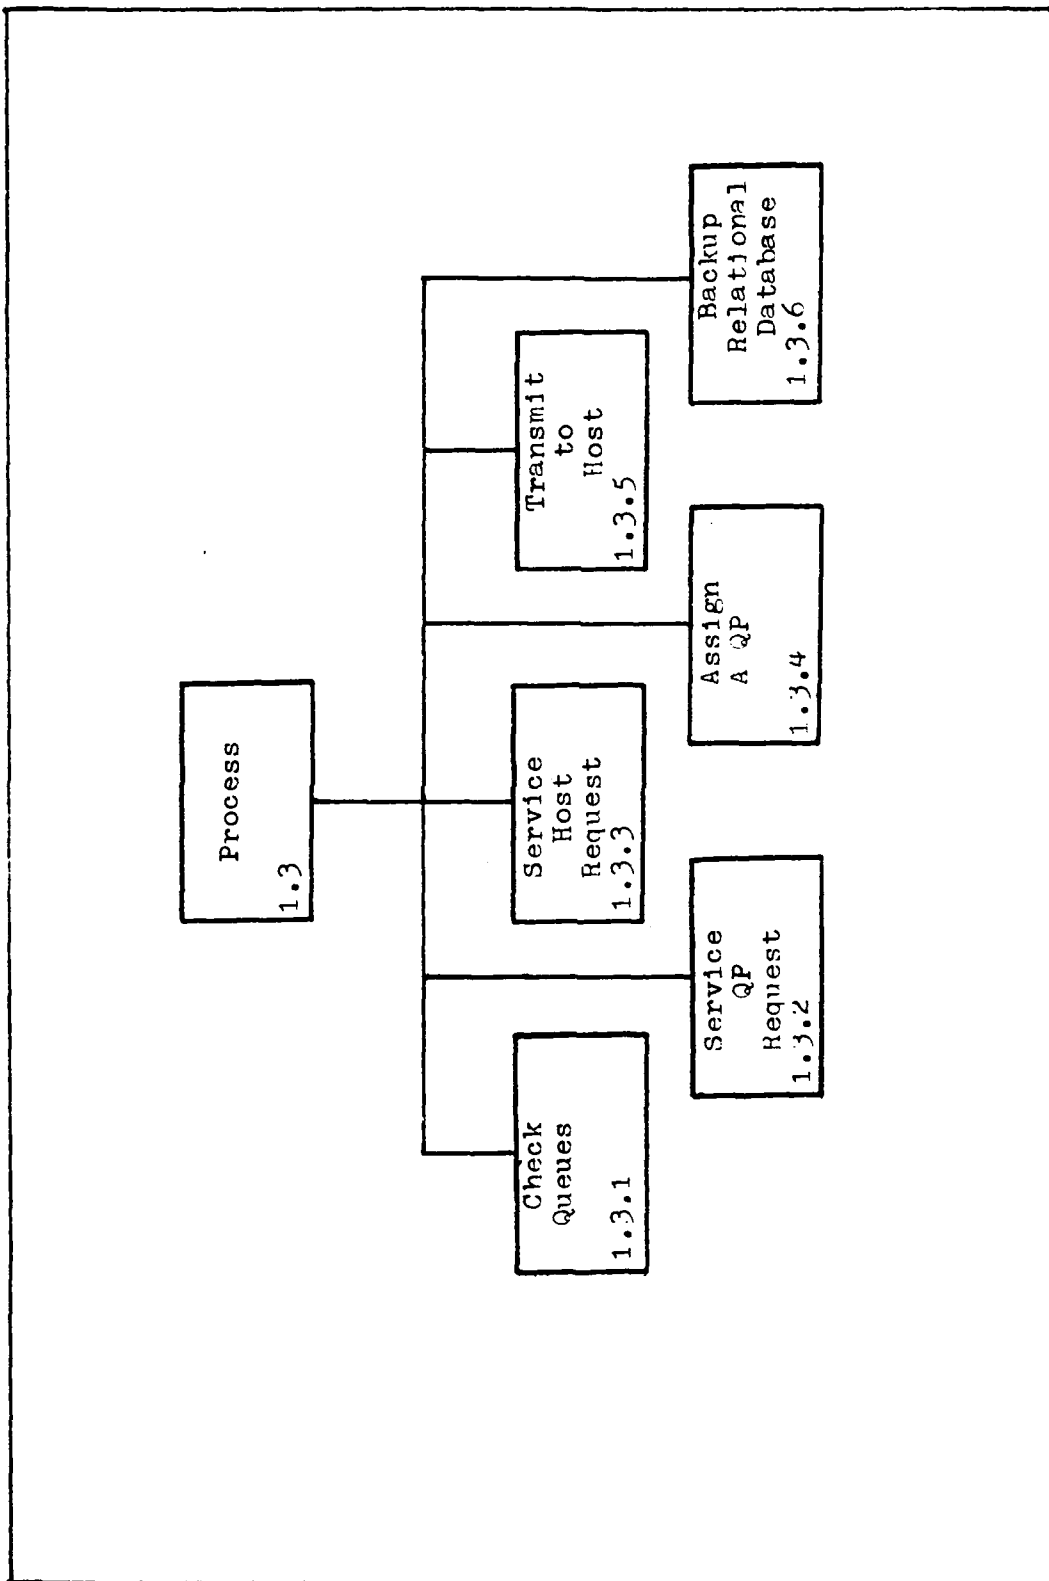 Process
1.3
Check
Queues
1.3.1
Service
QP
Request
1.3.2
Service
Host
Request
1.3.3
Assign
A QP
1.3.4
Transmit
to
Host
1.3.5
Backup
Relational
Database
1.3.6